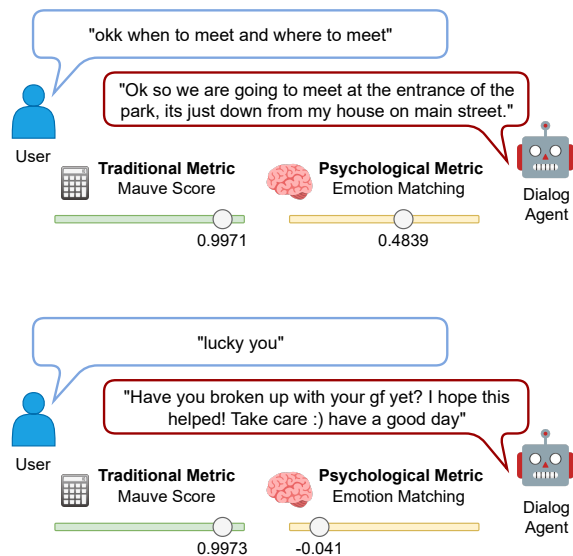 "okk when to meet and where to meet"
"Ok so we are going to meet at the entrance of the
park, its just down from my house on main street."
User
Traditional Metric
Mauve Score
0.9971
Psychological Metric
Emotion Matching
0.4839
Dialog
Agent
"lucky you"
"Have you broken up with your gf yet? I hope this
helped! Take care :) have a good day"
User
Traditional Metric
Mauve Score
0.9973
Psychological Metric
Emotion Matching
-0.041
Dialog
Agent